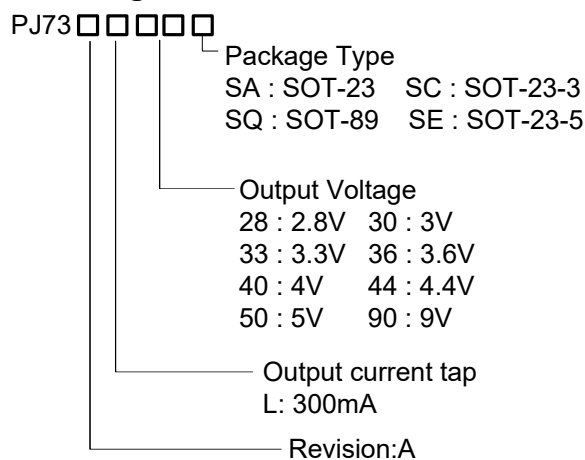 PJ73
Package Type
SA : SOT-23 SC : SOT-23-3
SQ : SOT-89 SE : SOT-23-5
Output Voltage
28 : 2.8V 30 : 3V
33 : 3.3V 36 : 3.6V
40 : 4V 44 : 4.4V
50 : 5V 90 : 9V
Output current tap
L: 300mA
Revision:A